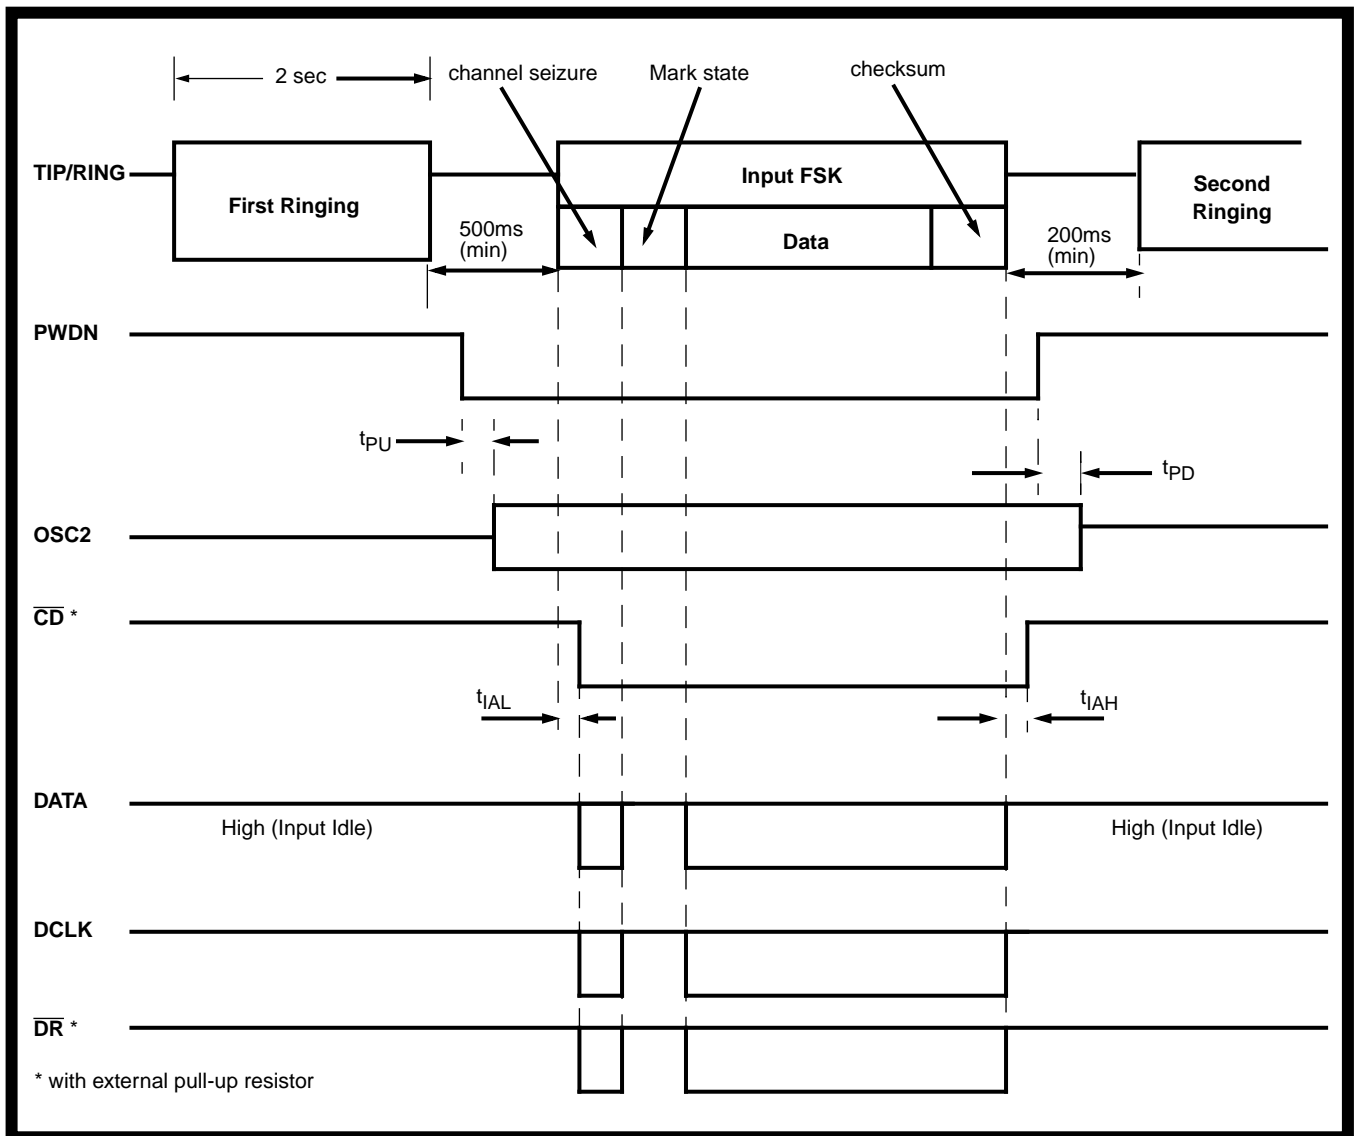 2 sec
channel seizure
Mark state
checksum
TIP/RING
First Ringing
500ms
(min)
Input FSK
Data
200ms
(min)
Second
Ringing
PWDN
tPU
tPD
OSC2
CD *
tIAL
tIAH
DATA
High (Input Idle)
High (Input Idle)
DCLK
DR *
* with external pull-up resistor